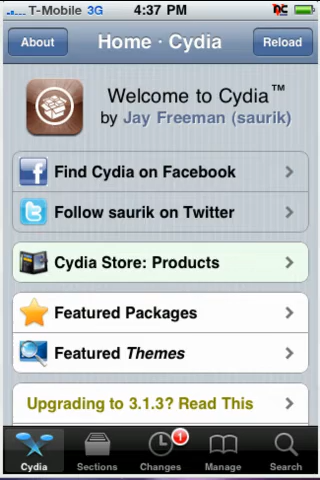 T-Mobile 3G 4:37 PM
About Home · Cydia Reload
Welcome to Cydia™
by Jay Freeman (saurik)
Find Cydia on Facebook
Follow saurik on Twitter
Cydia Store: Products
Featured Packages
Featured Themes
Upgrading to 3.1.3? Read This
1
Cydia Sections Changes Manage Search